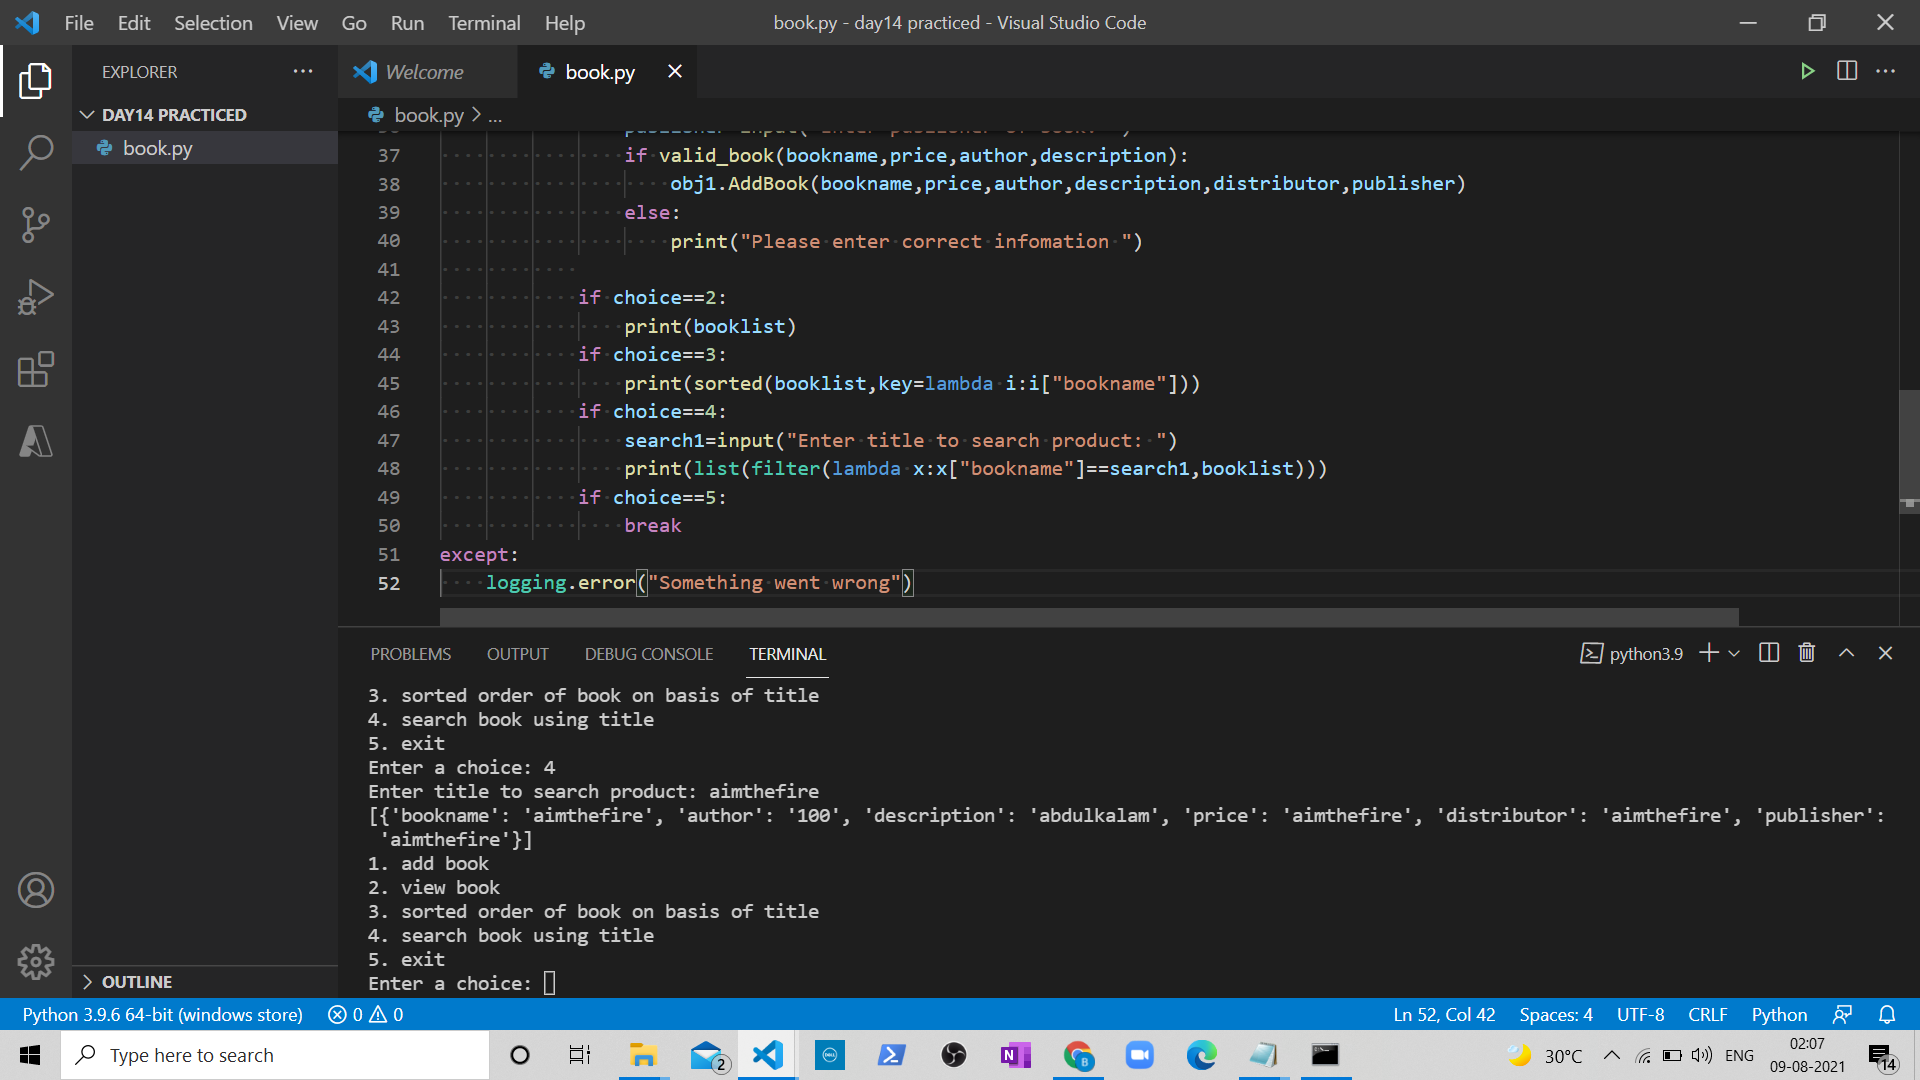 File Edit Selection View Go Run Terminal Help
book.py - day14 practiced - Visual Studio Code
EXPLORER
Welcome
book.py
DAY14 PRACTICED
book.py
book.py > ...
37 if valid_book(bookname,price,author,description):
38 obj1.AddBook(bookname,price,author,description,distributor,publisher)
39 else:
40 print("Please enter correct infomation ")
41
42 if choice==2:
43 print(booklist)
44 if choice==3:
45 print(sorted(booklist,key=lambda i:i["bookname"]))
46 if choice==4:
47 search1=input("Enter title to search product: ")
48 print(list(filter(lambda x:x["bookname"]==search1,booklist)))
49 if choice==5:
50 break
51 except:
52 logging.error("Something went wrong")
PROBLEMS OUTPUT DEBUG CONSOLE TERMINAL
python3.9
3. sorted order of book on basis of title
4. search book using title
5. exit
Enter a choice: 4
Enter title to search product: aimthefire
[{'bookname': 'aimthefire', 'author': '100', 'description': 'abdulkalam', 'price': 'aimthefire', 'distributor': 'aimthefire', 'publisher':
'aimthefire'}]
1. add book
2. view book
3. sorted order of book on basis of title
4. search book using title
5. exit
Enter a choice:
OUTLINE
Python 3.9.6 64-bit (windows store) 0 0
Ln 52, Col 42 Spaces: 4 UTF-8 CRLF Python
Type here to search
2
30°C
ENG
02:07
09-08-2021
14